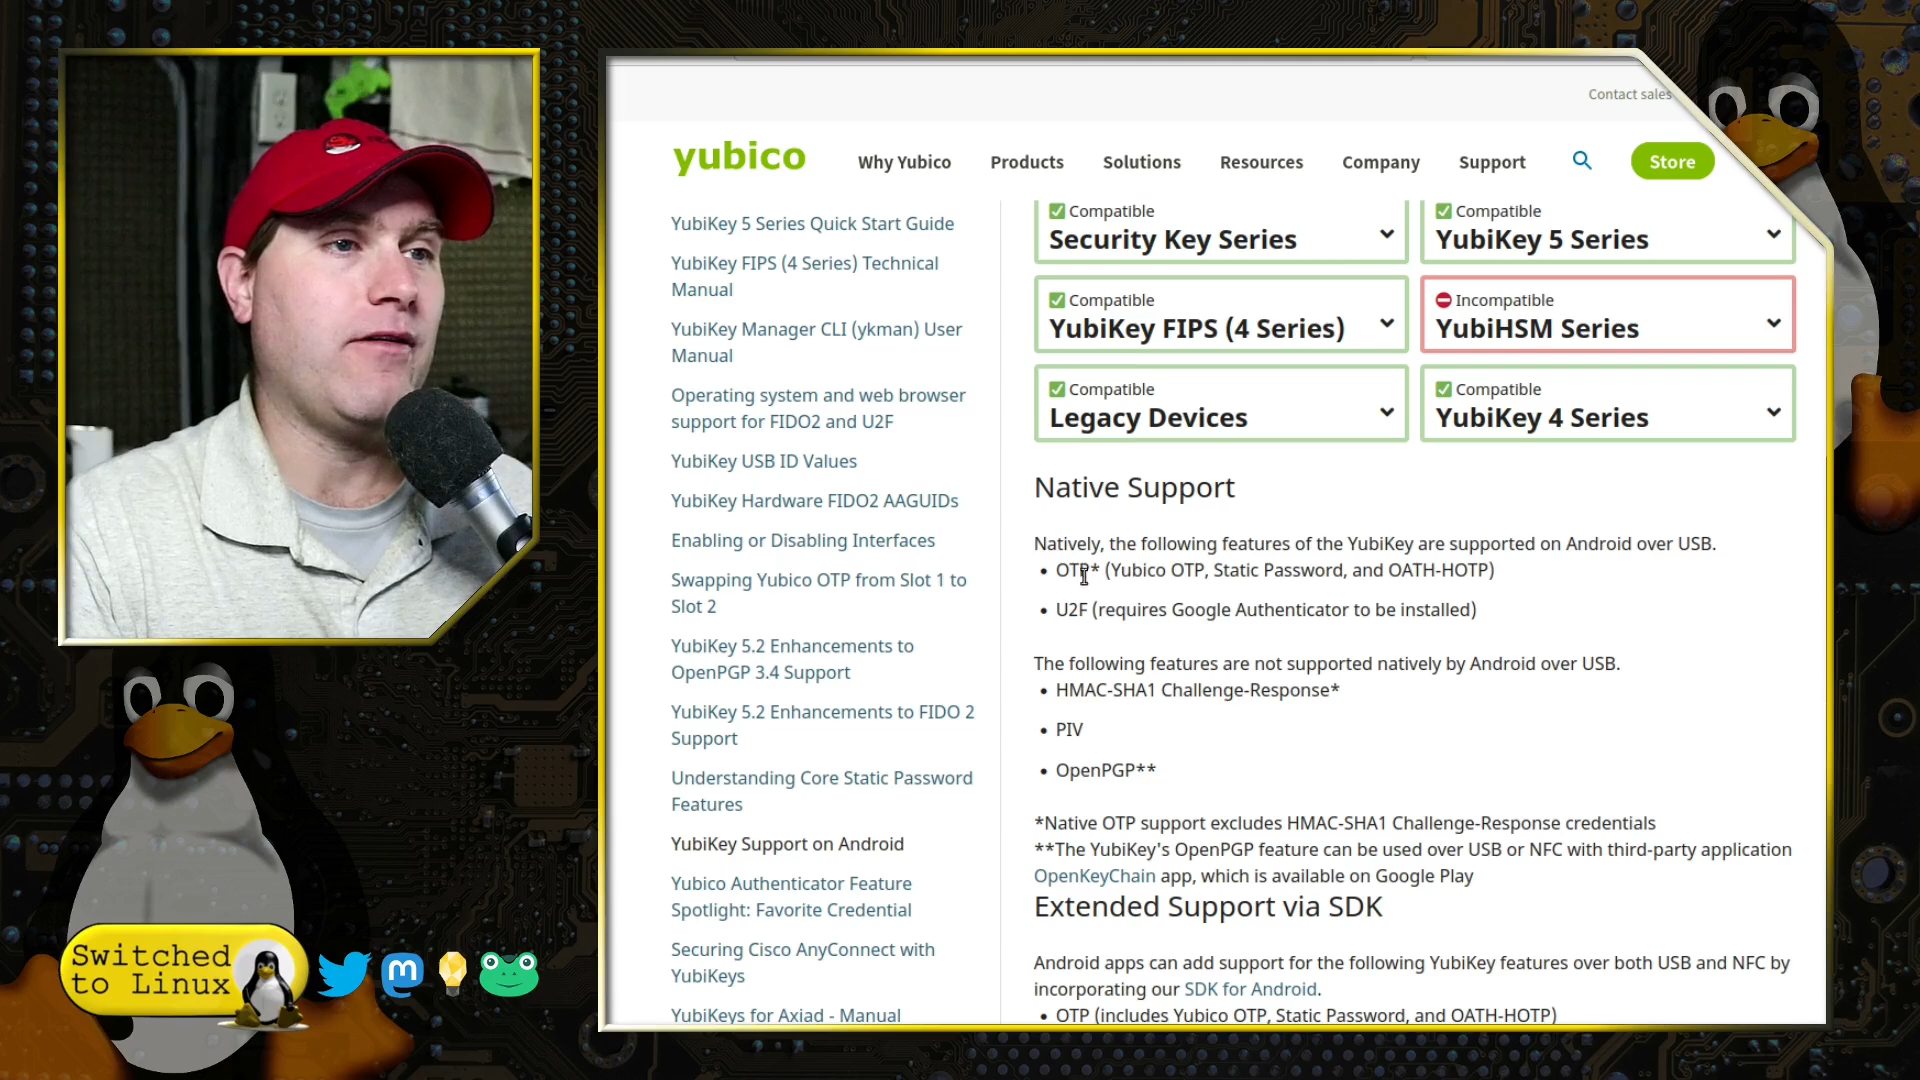 Contact sales
yubico
Why Yubico
Products
Solutions
Resources
Company
Support
Store
YubiKey 5 Series Quick Start Guide
YubiKey FIPS (4 Series) Technical
Manual
YubiKey Manager CLI (ykman) User
Manual
Operating system and web browser
support for FIDO2 and U2F
YubiKey USB ID Values
YubiKey Hardware FIDO2 AAGUIDs
Enabling or Disabling Interfaces
Swapping Yubico OTP from Slot 1 to
Slot 2
YubiKey 5.2 Enhancements to
OpenPGP 3.4 Support
YubiKey 5.2 Enhancements to FIDO 2
Support
Understanding Core Static Password
Features
YubiKey Support on Android
Yubico Authenticator Feature
Spotlight: Favorite Credential
Securing Cisco AnyConnect with
YubiKeys
YubiKeys for Axiad - Manual
Compatible
Security Key Series
Compatible
YubiKey 5 Series
Compatible
YubiKey FIPS (4 Series)
Incompatible
YubiHSM Series
Compatible
Legacy Devices
Compatible
YubiKey 4 Series
Native Support
Natively, the following features of the YubiKey are supported on Android over USB.
• OTP* (Yubico OTP, Static Password, and OATH-HOTP)
• U2F (requires Google Authenticator to be installed)
The following features are not supported natively by Android over USB.
• HMAC-SHA1 Challenge-Response*
• PIV
• OpenPGP**
*Native OTP support excludes HMAC-SHA1 Challenge-Response credentials
**The YubiKey's OpenPGP feature can be used over USB or NFC with third-party application
OpenKeyChain app, which is available on Google Play
Extended Support via SDK
Android apps can add support for the following YubiKey features over both USB and NFC by
incorporating our SDK for Android.
• OTP (includes Yubico OTP, Static Password, and OATH-HOTP)
Switched
to Linux